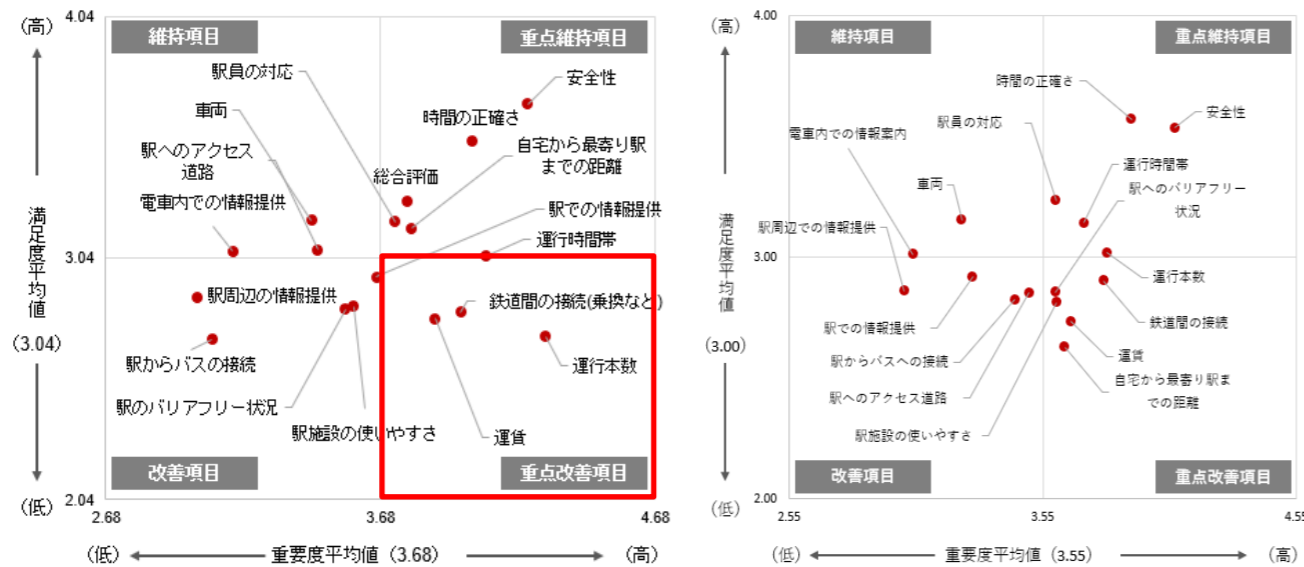 4.04
(高)
維持項目
重点維持項目
駅員の対応
安全性
車両
時間の正確さ
駅へのアクセス
道路
自宅から最寄り駅
までの距離
総合評価
電車内での情報提供
駅での情報提供
満足度平均値
(3.04)
3.04
運行時間帯
駅周辺の情報提供
鉄道間の接続(乗換など)
駅からバスの接続
運行本数
駅のバリアフリー状況
駅施設の使いやすさ
運賃
改善項目
重点改善項目
(低)
2.04
2.68
3.68
4.68
(低)
重要度平均値(3.68)
(高)
4.00
(高)
維持項目
重点維持項目
時間の正確さ
電車内での情報案内
駅員の対応
安全性
車両
運行時間帯
駅へのバリアフリー
状況
駅周辺での情報提供
満足度平均値
(3.00)
3.00
運行本数
駅での情報提供
鉄道間の接続
駅からバスへの接続
運賃
駅へのアクセス道路
自宅から最寄り駅ま
での距離
駅施設の使いやすさ
改善項目
重点改善項目
(低)
2.00
2.55
3.55
4.55
(低)
重要度平均値(3.55)
(高)